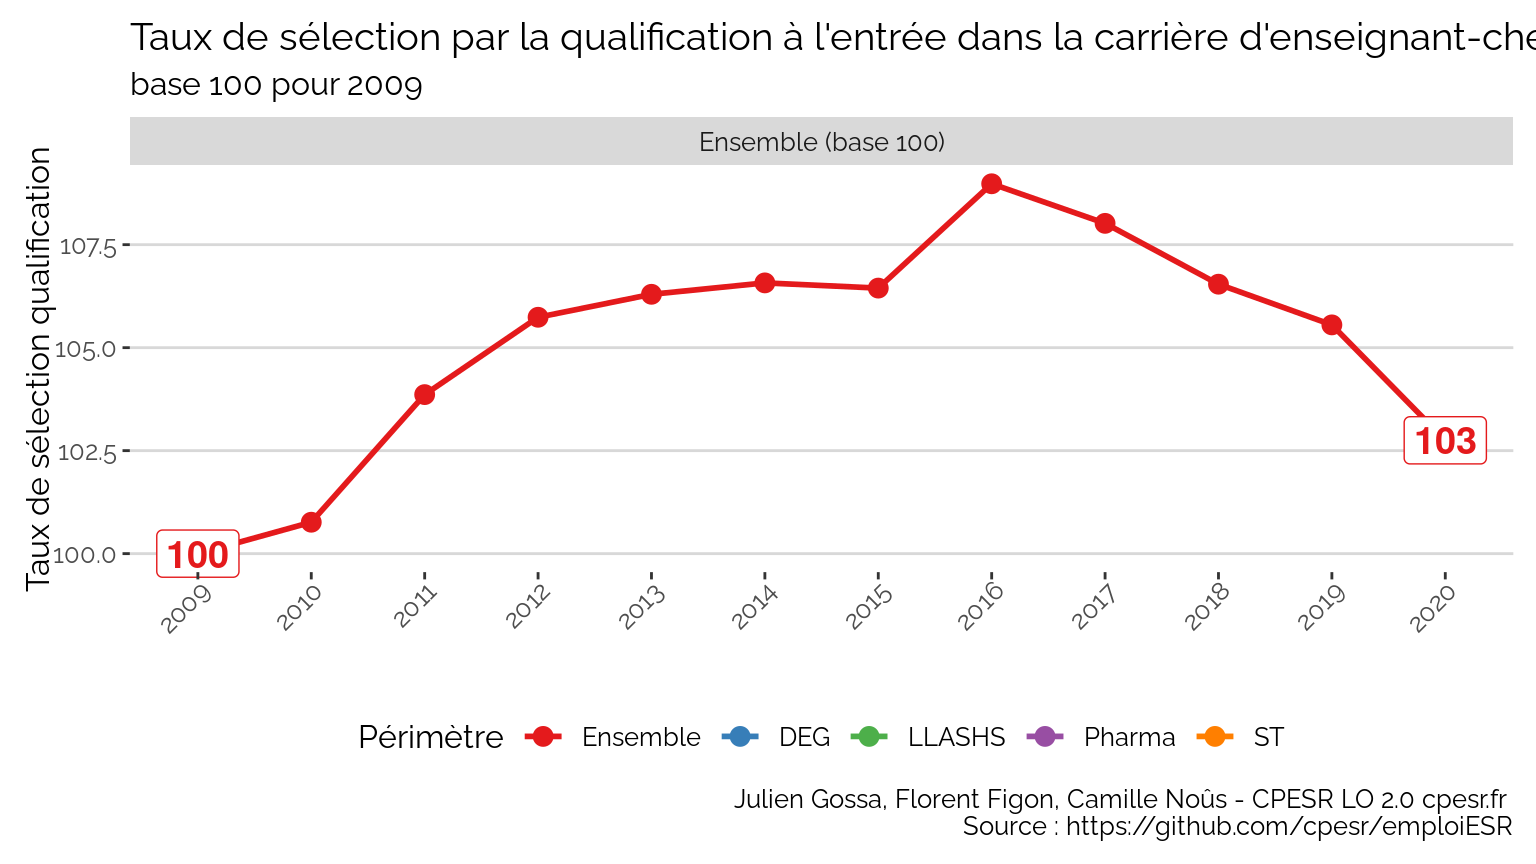 Taux de sélection par la qualification à l'entrée dans la carrière d'enseignant-che
base 100 pour 2009
Ensemble (base 100)
Taux de sélection qualification
107.5
105.0
102.5
100.0
100
103
2009 2010 2011 2012 2013 2014 2015 2016 2017 2018 2019 2020
Périmètre Ensemble DEG LLASHS Pharma ST
Julien Gossa, Florent Figon, Camille Noûs - CPESR LO 2.0 cpesr.fr
Source : https://github.com/cpesr/emploiESR